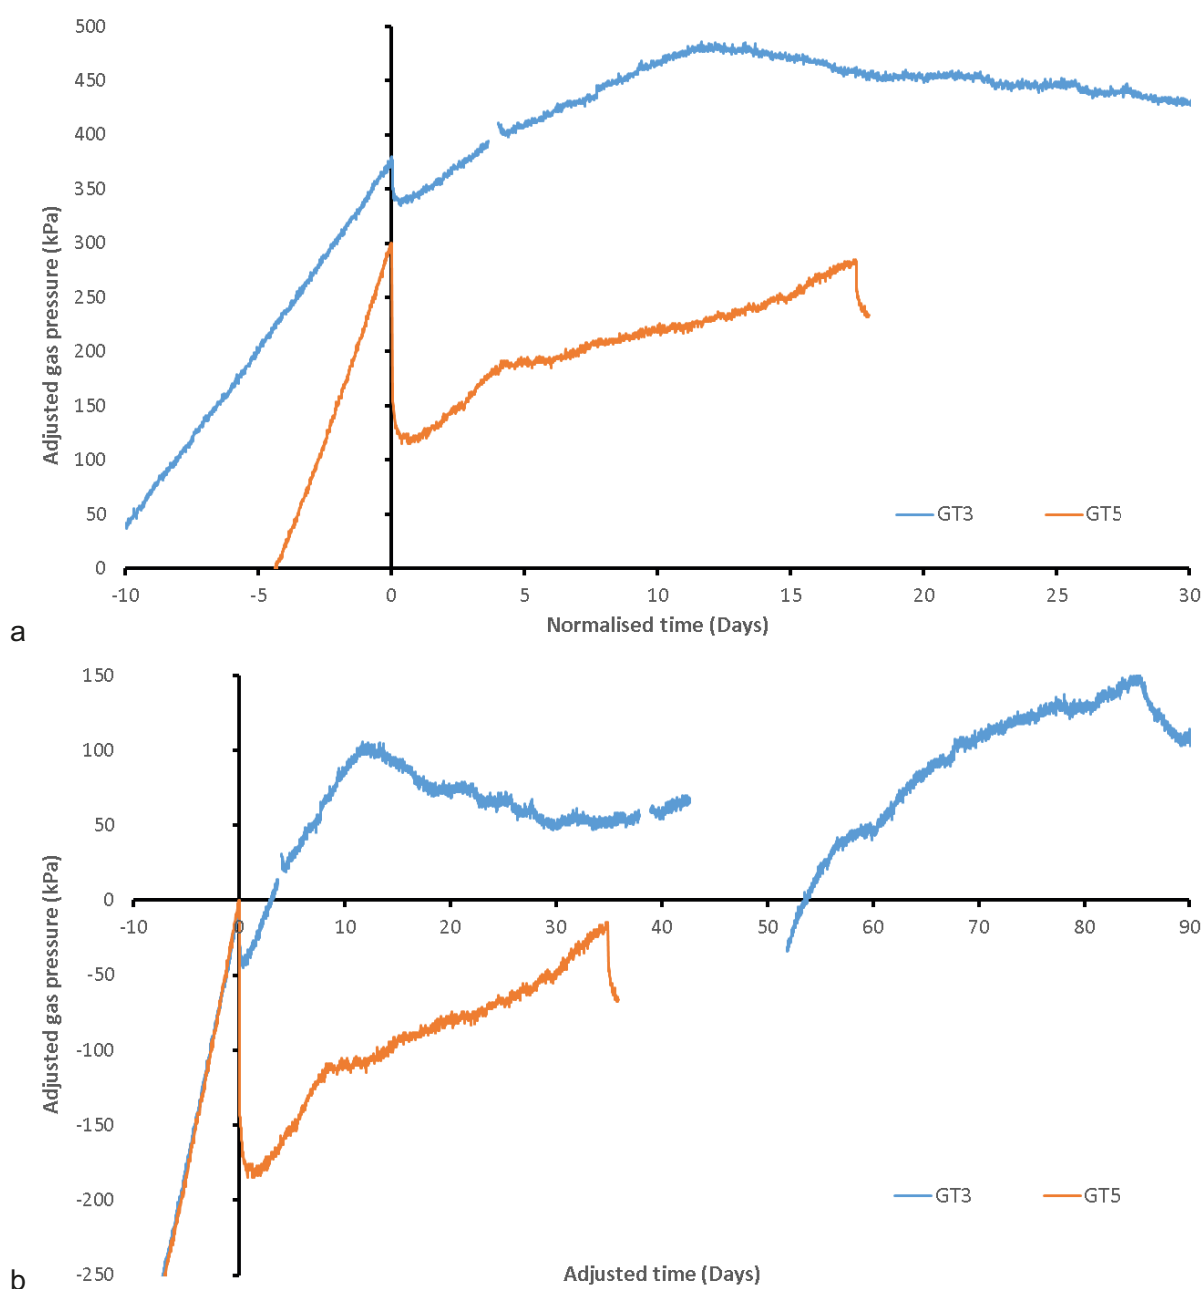 500
450
400
350
300
250
200
150
100
50
0
Adjusted gas pressure (kPa)
GT3 GT5
-10 -5 0 5 10 15 20 25 30
Normalised time (Days)
a
150
100
50
0
-50
-100
-150
-200
-250
Adjusted gas pressure (kPa)
-10 0 10 20 30 40 50 60 70 80 90
GT3 GT5
Adjusted time (Days)
b